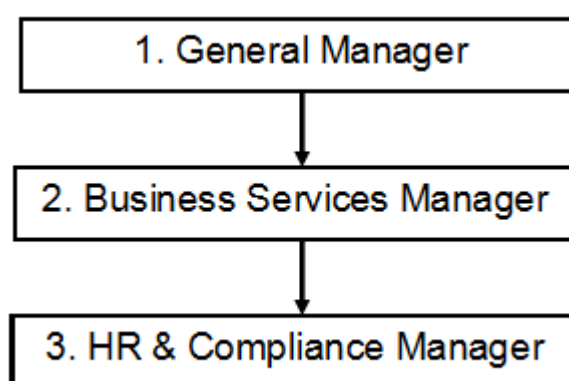 1. General Manager
2. Business Services Manager
3. HR & Compliance Manager